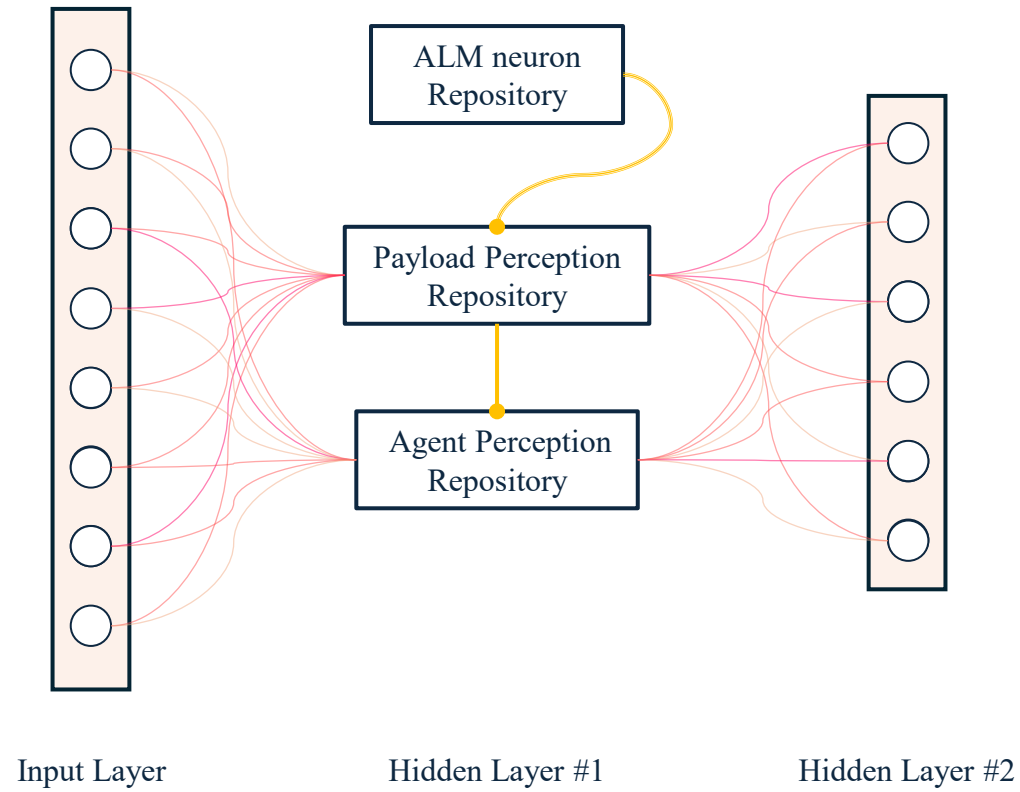 ALM neuron
Repository
Payload Perception
Repository
Agent Perception
Repository
Input Layer
Hidden Layer #1
Hidden Layer #2